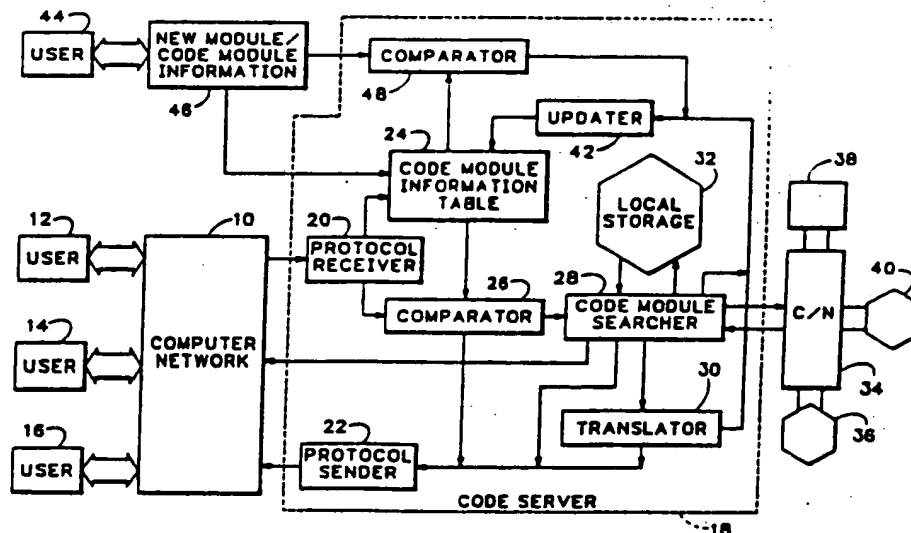 44
USER
NEW MODULE/
CODE MODULE
INFORMATION
46
COMPARATOR
48
UPDATER
42
24
CODE MODULE
INFORMATION
TABLE
32
LOCAL
STORAGE
38
12
USER
10
20
PROTOCOL
RECEIVER
26
COMPARATOR
28
CODE MODULE
SEARCHER
C/N
40
14
USER
COMPUTER
NETWORK
34
30
TRANSLATOR
36
16
USER
22
PROTOCOL
SENDER
CODE SERVER
18